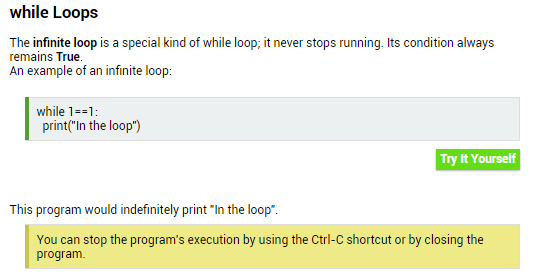 while Loops
The infinite loop is a special kind of while loop; it never stops running. Its condition always
remains True.
An example of an infinite loop:
while 1==1:
  print("In the loop")
Try It Yourself
This program would indefinitely print "In the loop".
You can stop the program's execution by using the Ctrl-C shortcut or by closing the
program.